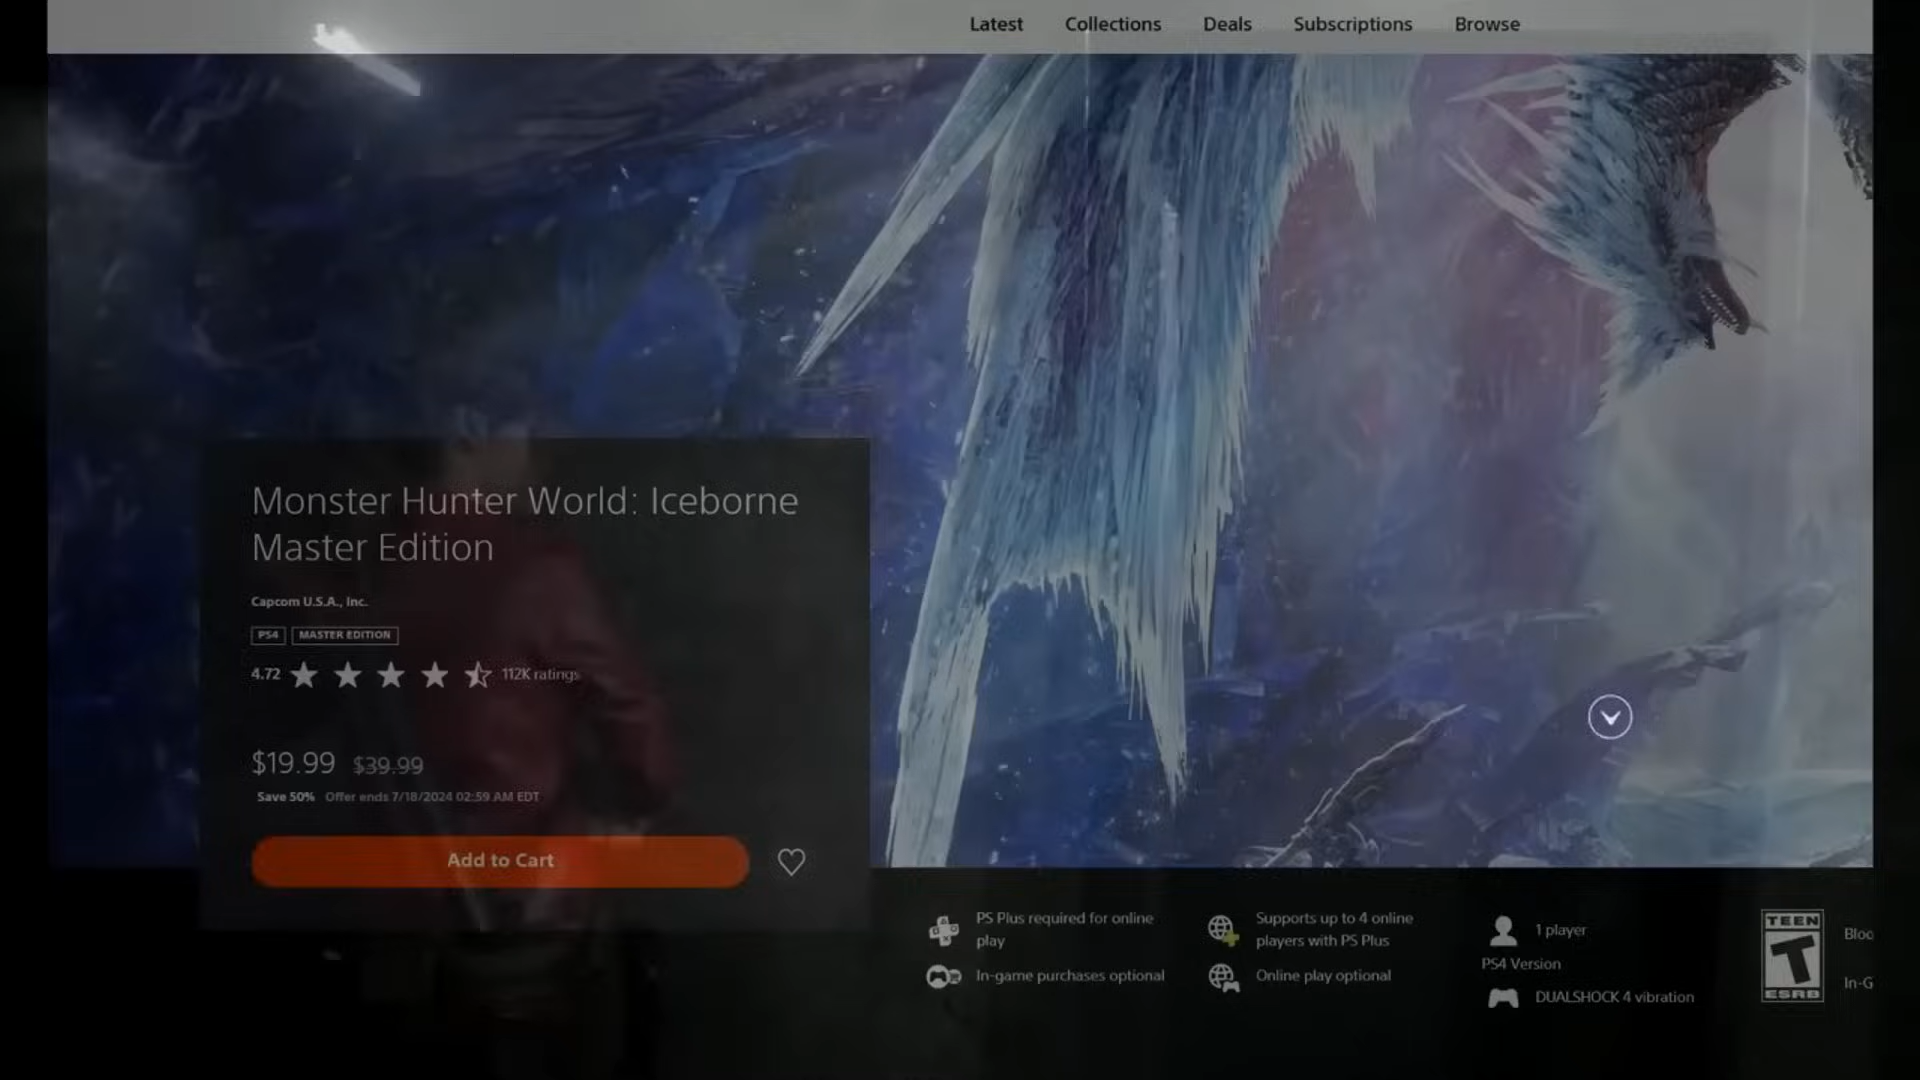 Latest Collections Deals Subscriptions Browse
Monster Hunter World: Iceborne
Master Edition
Capcom U.S.A., Inc.
PS4 MASTER EDITION
4.72 112K ratings
$19.99 $39.99
Save 50% Offer ends 7/18/2024 02:59 AM EDT
Add to Cart
PS Plus required for online
play
In-game purchases optional
Supports up to 4 online
players with PS Plus
Online play optional
1 player
PS4 Version
DUALSHOCK 4 vibration
TEEN
T
ESRB
Bloo
In-G